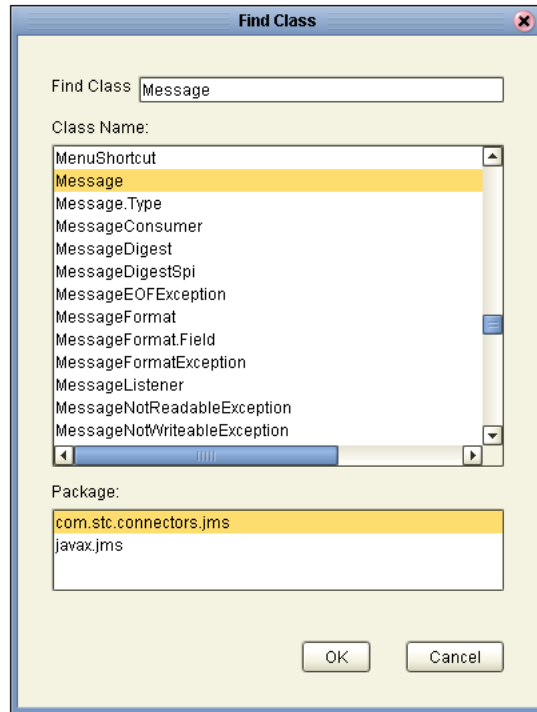 Find Class
Find Class Message
Class Name:
MenuShortcut
Message
Message.Type
MessageConsumer
MessageDigest
MessageDigestSpi
MessageEOFException
MessageFormat
MessageFormat.Field
MessageFormatException
MessageListener
MessageNotReadableException
MessageNotWriteableException
Package:
com.stc.connectors.jms
javax.jms
OK Cancel